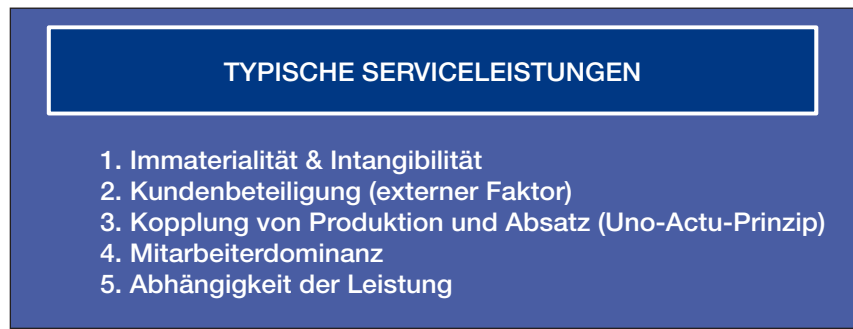 TYPISCHE SERVICELEISTUNGEN
1. Immaterialität & Intangibilität
2. Kundenbeteiligung (externer Faktor)
3. Kopplung von Produktion und Absatz (Uno-Actu-Prinzip)
4. Mitarbeiterdominanz
5. Abhängigkeit der Leistung